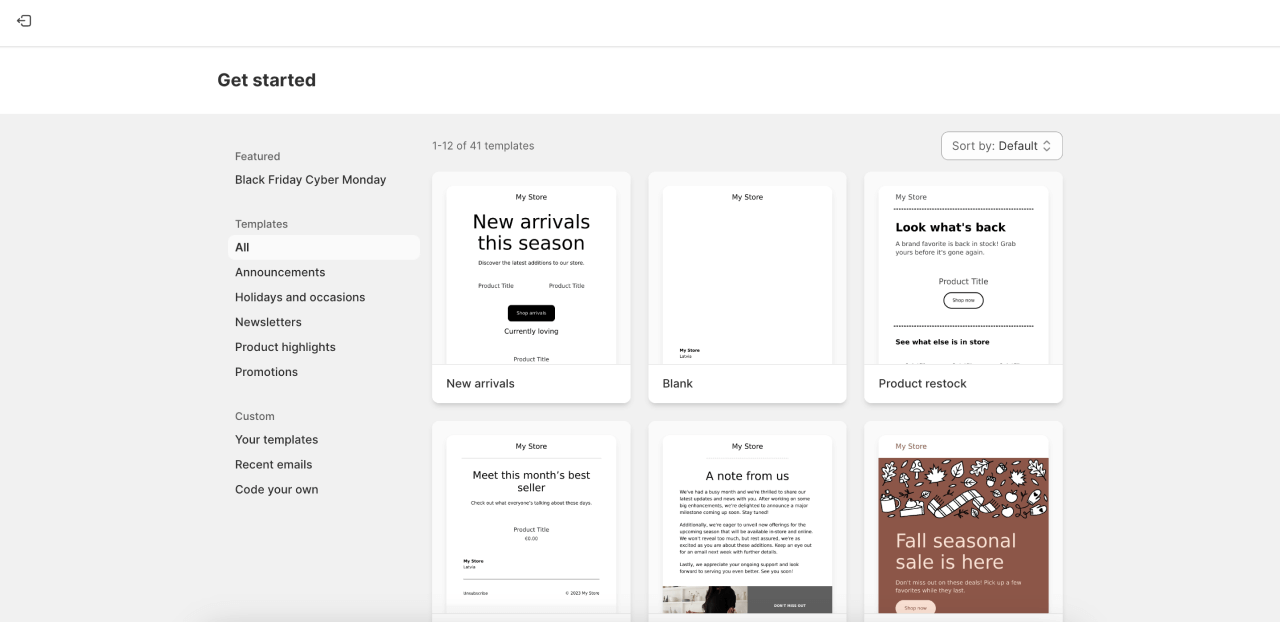 Get started
Featured
Black Friday Cyber Monday
Templates
All
Announcements
Holidays and occasions
Newsletters
Product highlights
Promotions
Custom
Your templates
Recent emails
Code your own
1-12 of 41 templates
Sort by: Default
My Store
New arrivals
this season
Discover the latest additions to our store.
Product Title Product Title
Shop arrivals
Currently loving
Product Title
New arrivals
My Store
My Store
Latvia
Blank
My Store
Look what's back
A brand favorite is back in stock! Grab
yours before it's gone again.
Product Title
Shop now
See what else is in store
Product restock
My Store
Meet this month’s best
seller
Check out what everyone's talking about these days.
Product Title
€0.00
My Store
Latvia
Unsubscribe © 2023 My Store
My Store
A note from us
We've had a busy month and we're thrilled to share our
latest updates and news with you. After working on some
big enhancements, we're delighted to announce a major
milestone coming up soon. Stay tuned!
Additionally, we're eager to unveil new offerings for the
upcoming season that will be available in-store and online.
We won't reveal too much, but rest assured, we're as
excited as you are about these additions. Keep an eye out
for an email next week with further details.
Lastly, we appreciate your ongoing support and look
forward to serving you even better. See you soon!
DON'T MISS OUT
My Store
Fall seasonal
sale is here
Don't miss out on these deals! Pick up a few
favorites while they last.
Shop now